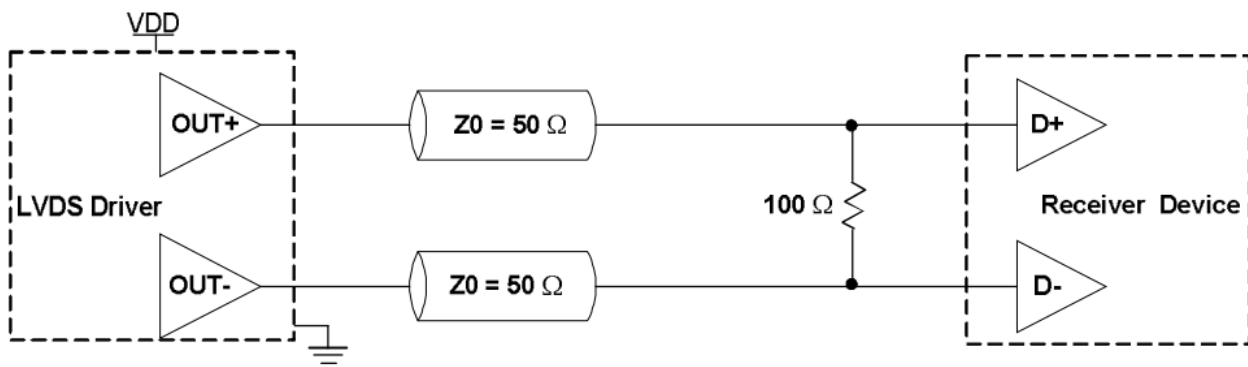 VDD
OUT+
Z0 = 50 Ω
D+
LVDS Driver
100 Ω
Receiver Device
OUT-
Z0 = 50 Ω
D-